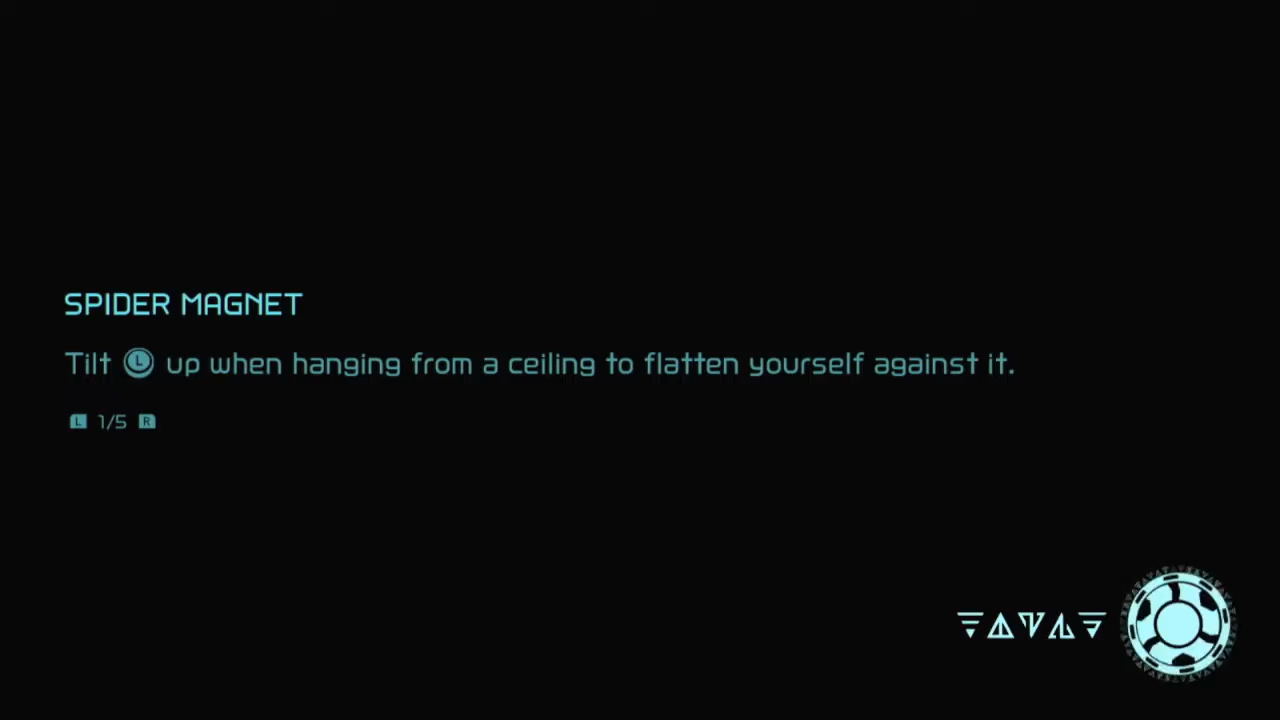 SPIDER MAGNET
Tilt L up when hanging from a ceiling to flatten yourself against it.
L 1/5 R